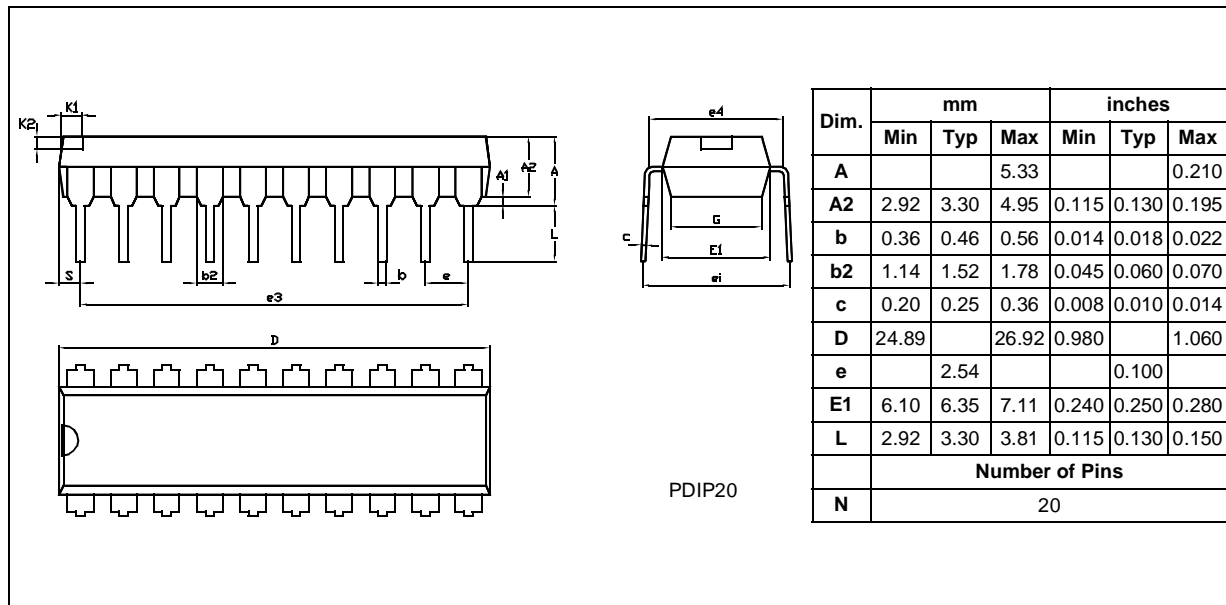 K1
K2
A1
A2
A
L
S
b2
b
e
e3
D
e4
c
G
E1
ei
PDIP20
Dim. mm inches
Min Typ Max Min Typ Max
A 5.33 0.210
A2 2.92 3.30 4.95 0.115 0.130 0.195
b 0.36 0.46 0.56 0.014 0.018 0.022
b2 1.14 1.52 1.78 0.045 0.060 0.070
c 0.20 0.25 0.36 0.008 0.010 0.014
D 24.89 26.92 0.980 1.060
e 2.54 0.100
E1 6.10 6.35 7.11 0.240 0.250 0.280
L 2.92 3.30 3.81 0.115 0.130 0.150
Number of Pins
N 20